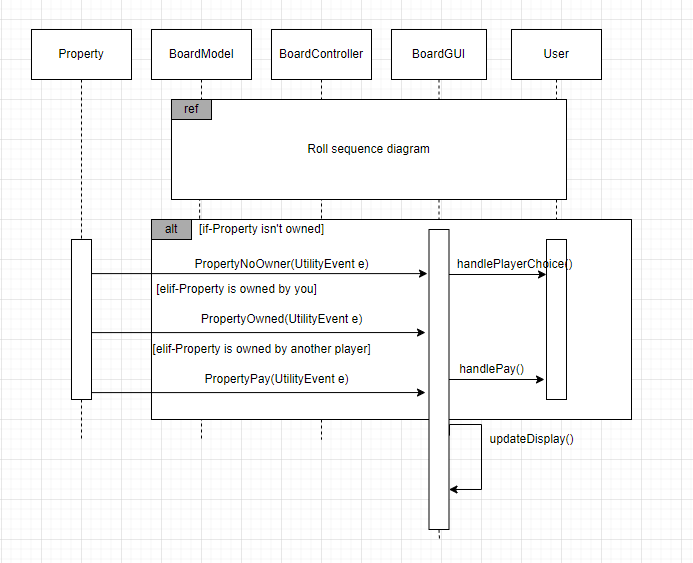 Property
BoardModel
BoardController
BoardGUI
User
ref
Roll sequence diagram
alt
[if-Property isn't owned]
PropertyNoOwner(UtilityEvent e)
handlePlayerChoice()
[elif-Property is owned by you]
PropertyOwned(UtilityEvent e)
[elif-Property is owned by another player]
PropertyPay(UtilityEvent e)
handlePay()
updateDisplay()